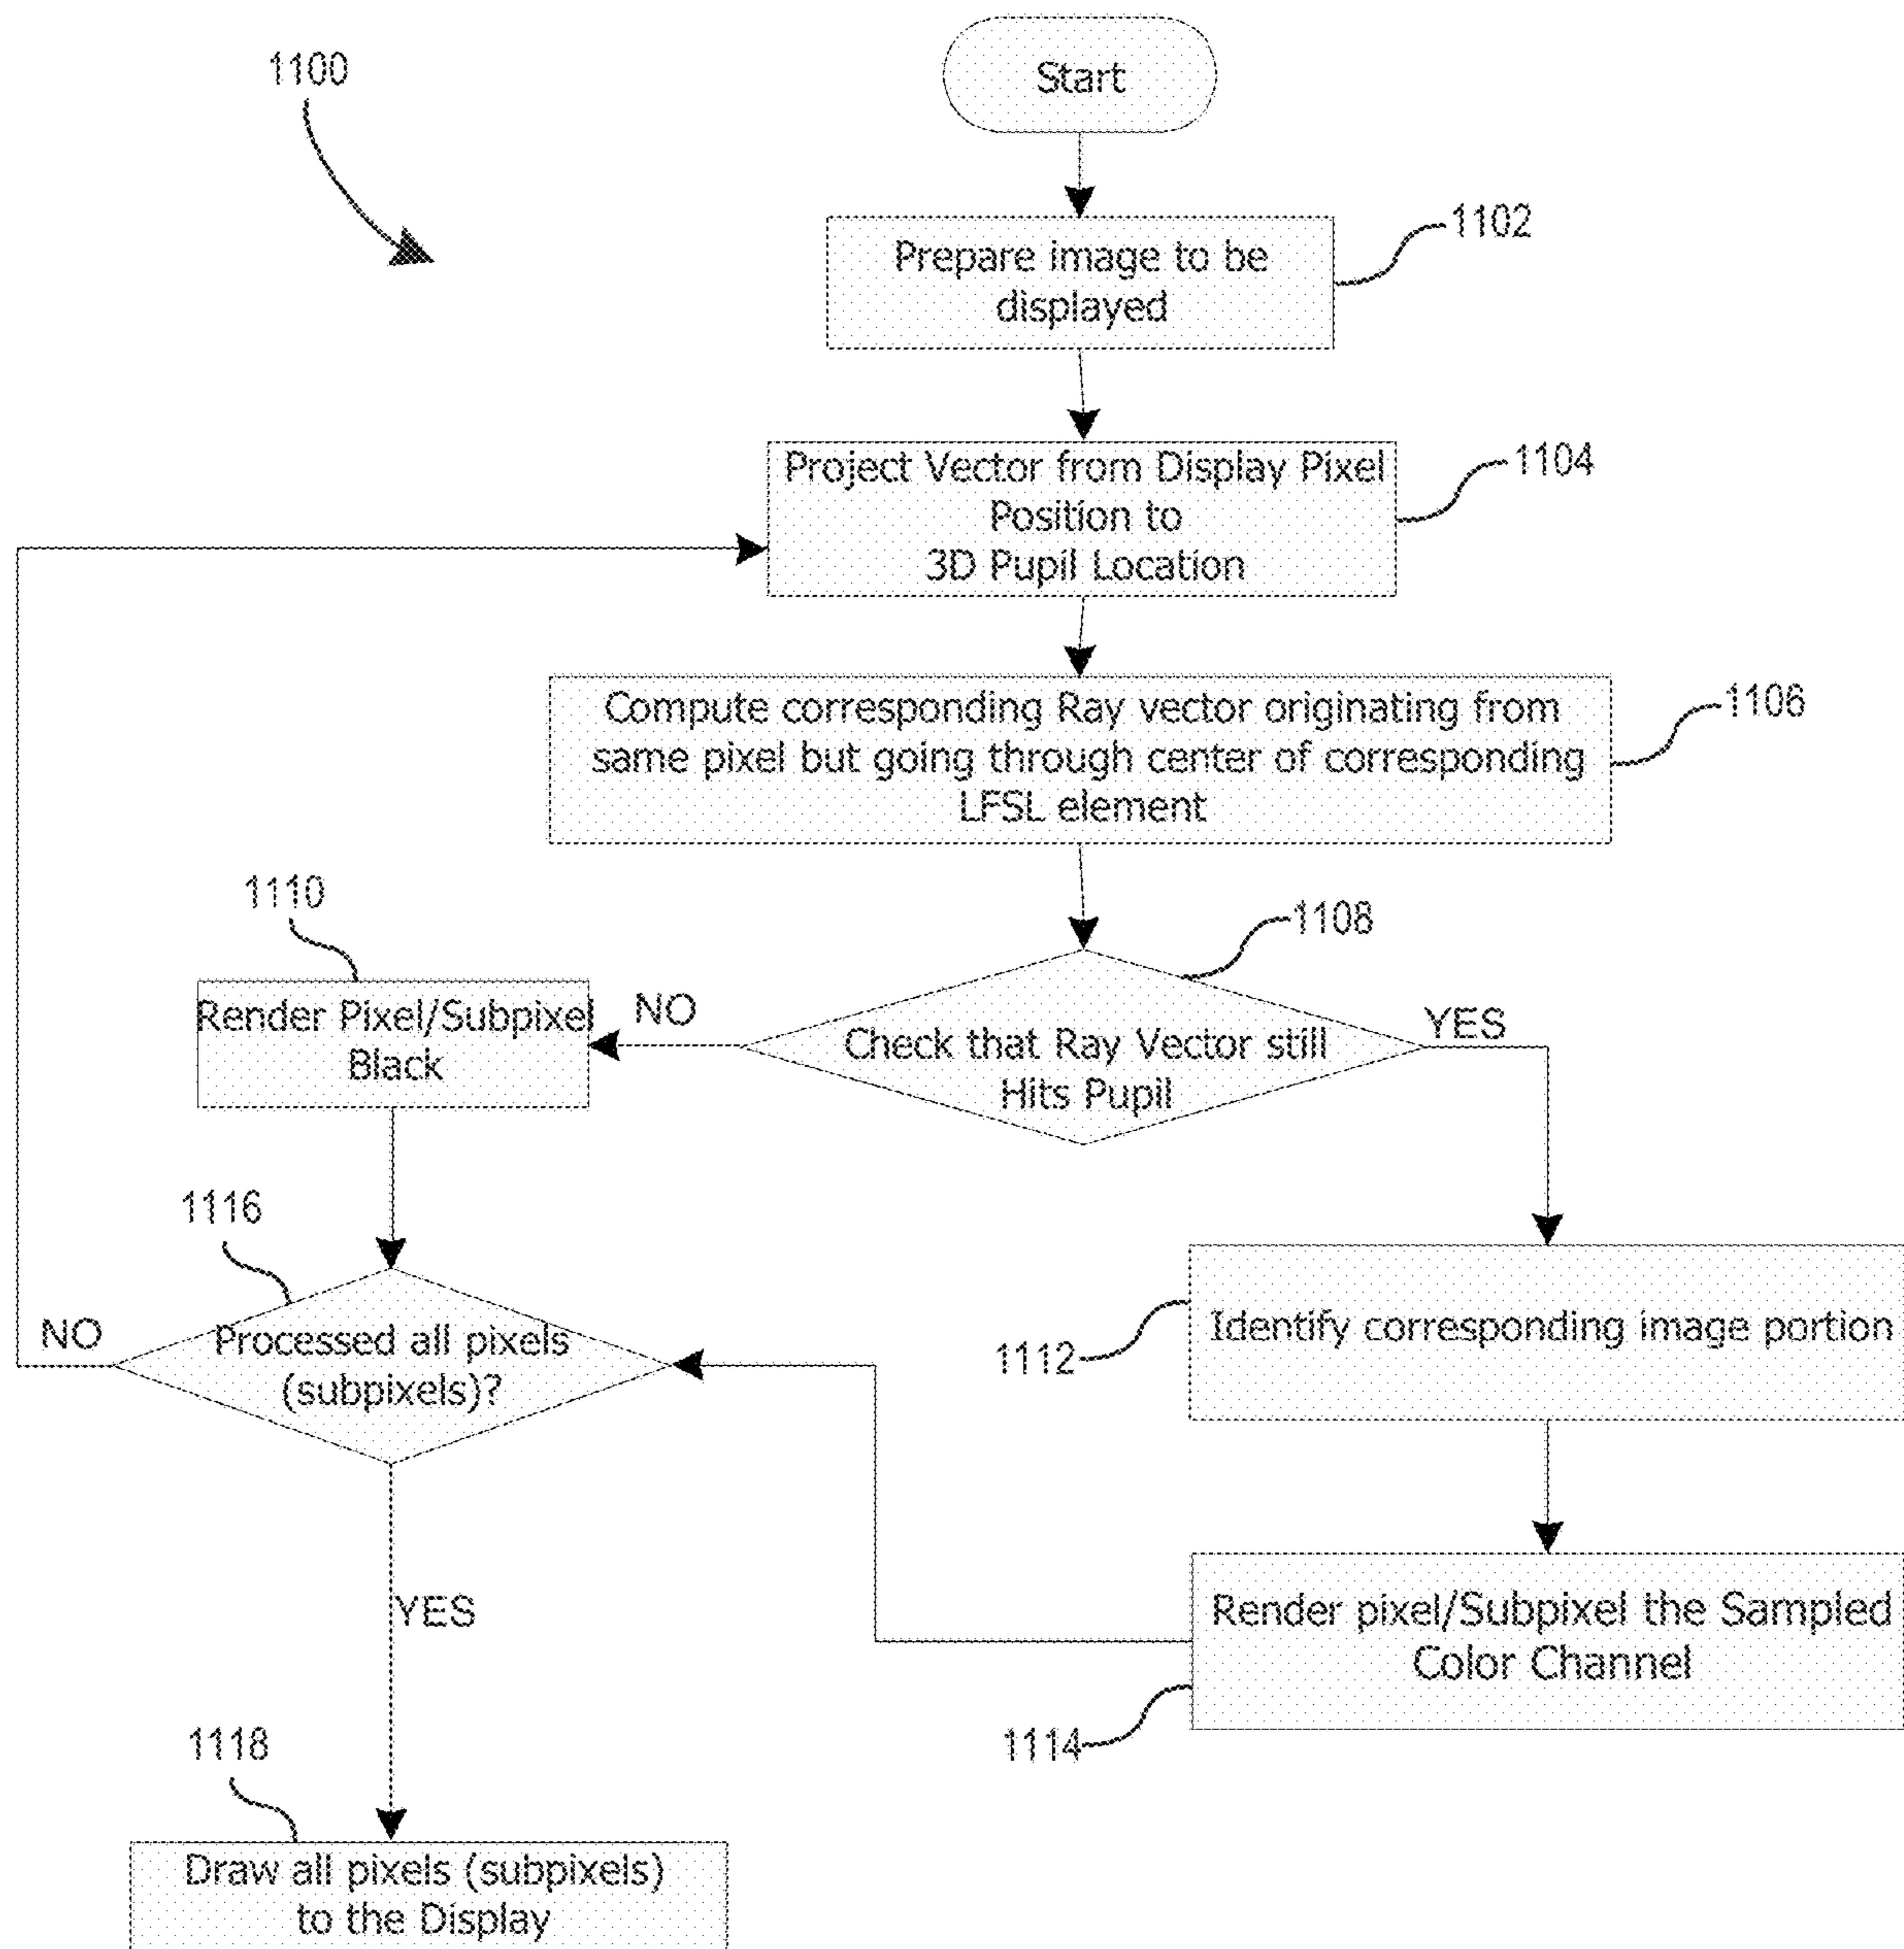 1100
Start
1102
Prepare image to be
displayed
1104
Project Vector from Display Pixel
Position to
3D Pupil Location
1106
Compute corresponding Ray vector originating from
same pixel but going through center of corresponding
LFSL element
1110
1108
Render Pixel/Subpixel
Black
NO
Check that Ray Vector still
Hits Pupil
YES
1116
NO
Processed all pixels
(subpixels)?
1112
Identify corresponding image portion
YES
Render pixel/Subpixel the Sampled
Color Channel
1114
1118
Draw all pixels (subpixels)
to the Display